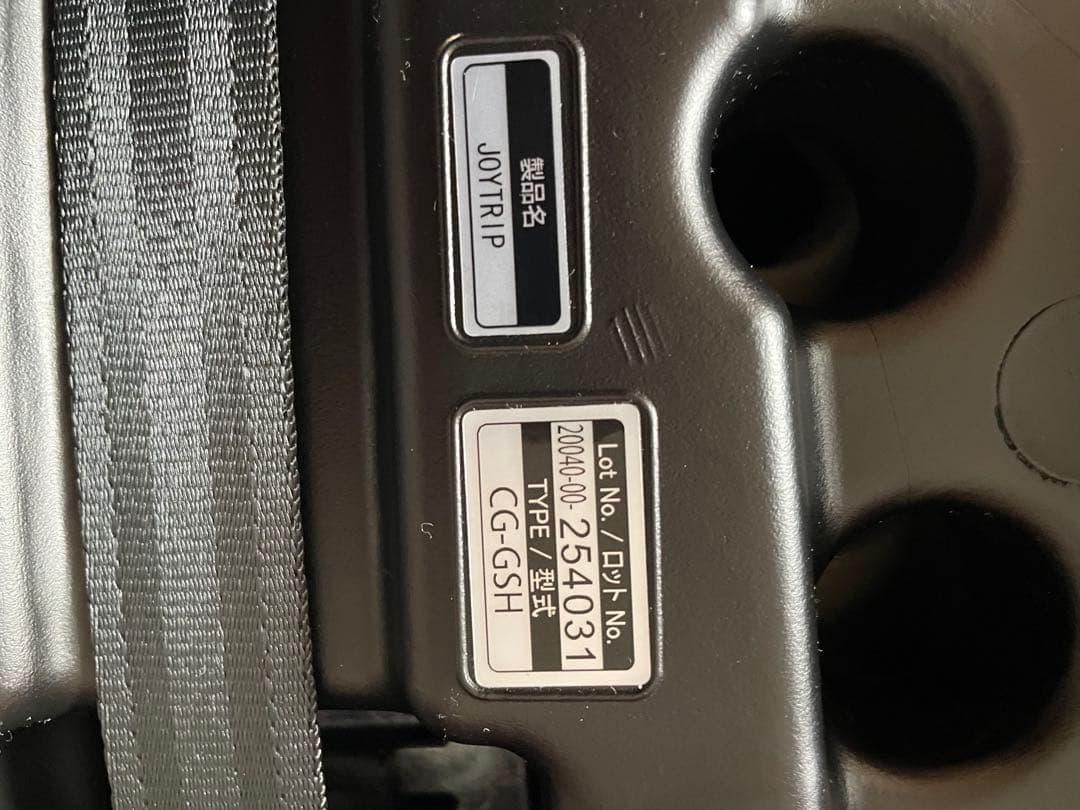 製品名
JOYTRIP
Lot No. / ロット No.
20040-00- 254031
TYPE / 型式
CG-GSH